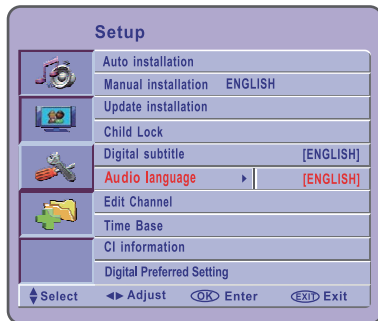 Setup
Auto installation
Manual installation ENGLISH
Update installation
Child Lock
Digital subtitle [ENGLISH]
Audio language [ENGLISH]
Edit Channel
Time Base
CI information
Digital Preferred Setting
Select Adjust OK Enter EXIT Exit